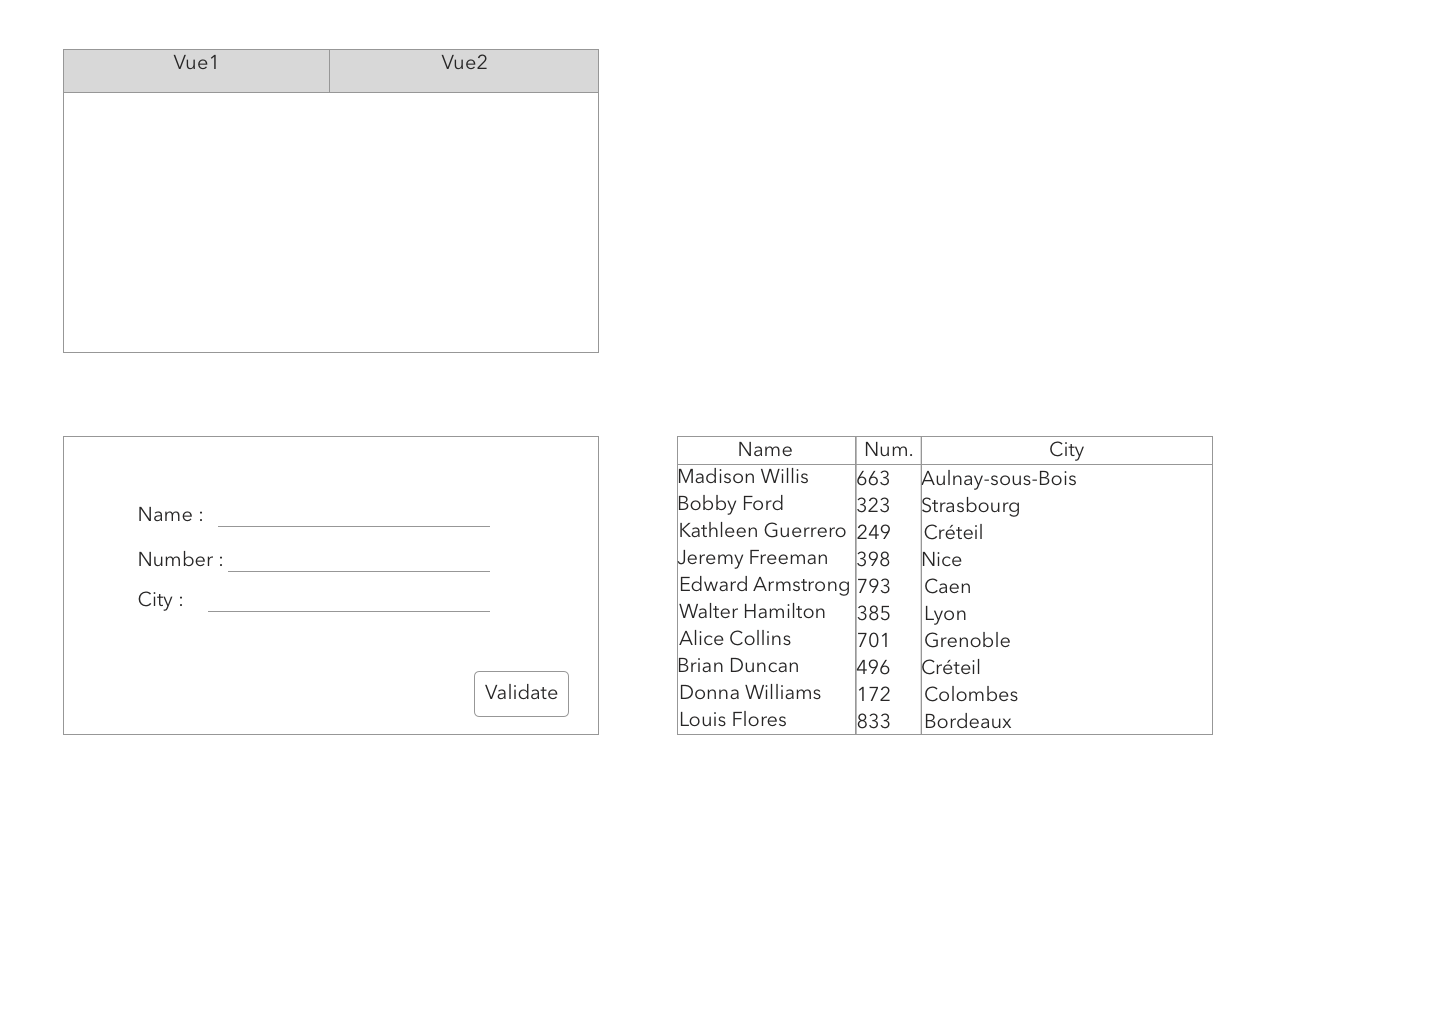 Vue1 Vue2
Name :
Number :
City :
Validate
Name Num. City
Madison Willis 663 Aulnay-sous-Bois
Bobby Ford 323 Strasbourg
Kathleen Guerrero 249 Créteil
Jeremy Freeman 398 Nice
Edward Armstrong 793 Caen
Walter Hamilton 385 Lyon
Alice Collins 701 Grenoble
Brian Duncan 496 Créteil
Donna Williams 172 Colombes
Louis Flores 833 Bordeaux